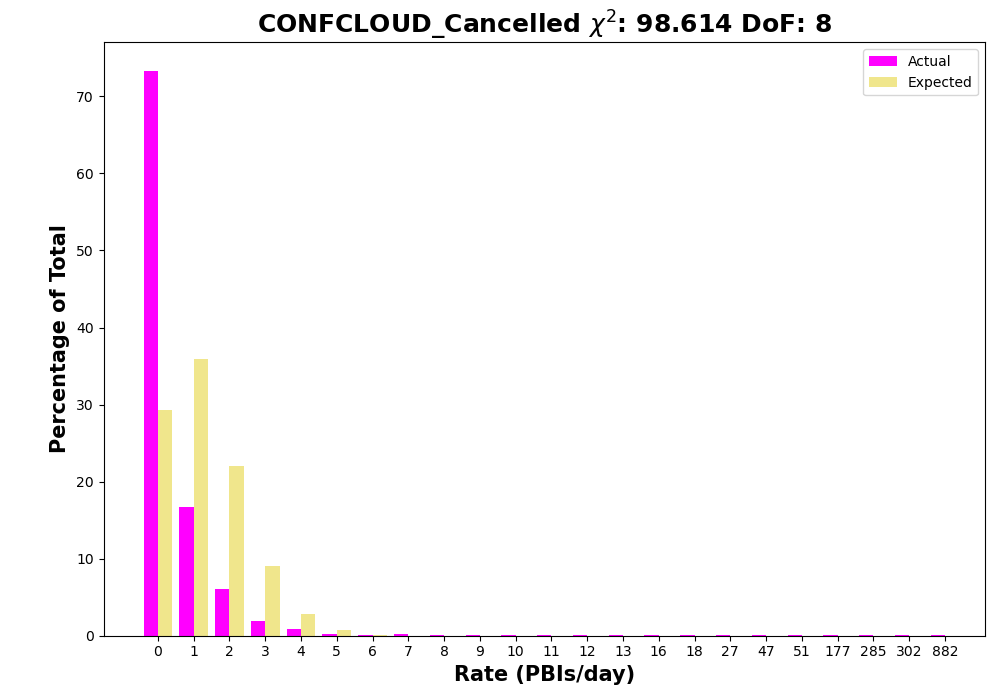 CONFCLOUD_Cancelled χ²: 98.614 DoF: 8
Actual
Expected
Percentage of Total
70
60
50
40
30
20
10
0
0 1 2 3 4 5 6 7 8 9 10 11 12 13 16 18 27 47 51 177 285 302 882
Rate (PBIs/day)